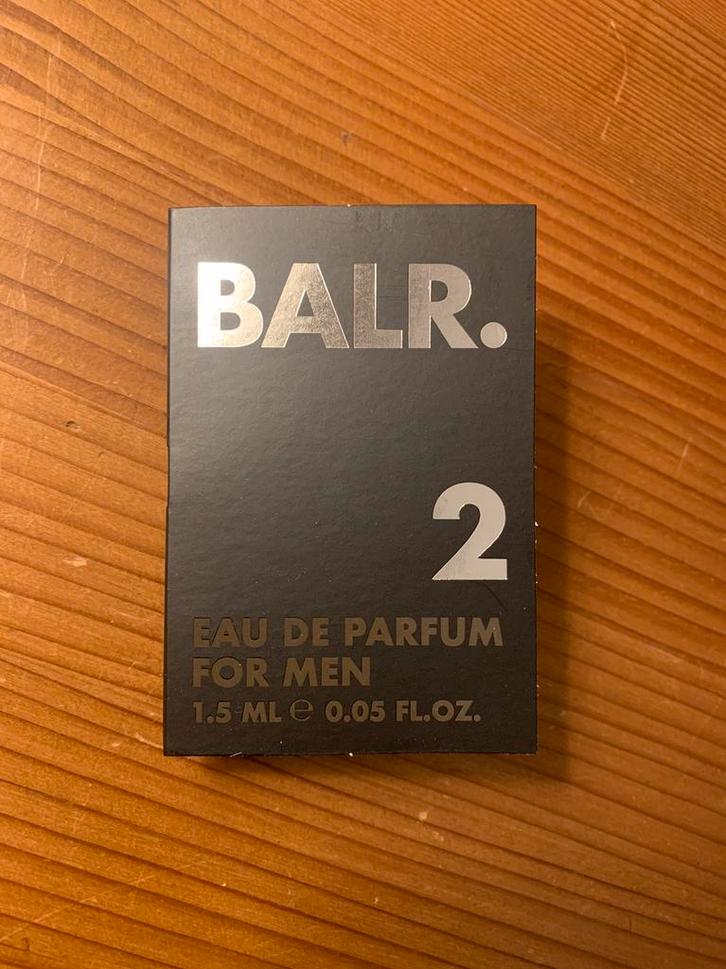 BALR.
2
EAU DE PARFUM
FOR MEN
1.5 ML ℮ 0.05 FL.OZ.